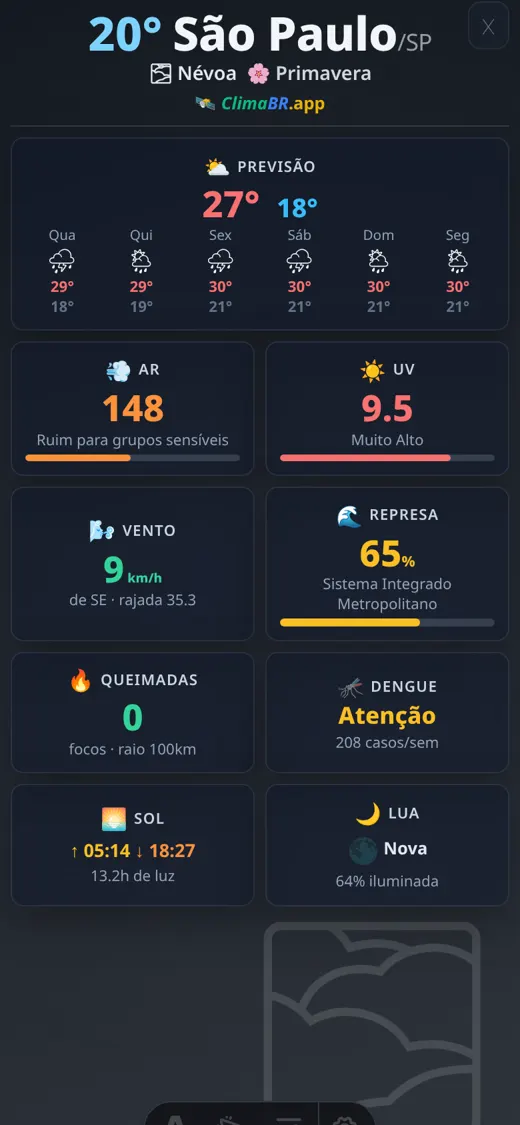 20° São Paulo/SP
Névoa Primavera
ClimaBR.app
X
PREVISÃO
27° 18°
Qua Qui Sex Sáb Dom Seg
29° 29° 30° 30° 30° 30°
18° 19° 21° 21° 21° 21°
AR
148
Ruim para grupos sensíveis
UV
9.5
Muito Alto
VENTO
9 km/h
de SE · rajada 35.3
REPRESA
65%
Sistema Integrado
Metropolitano
QUEIMADAS
0
focos · raio 100km
DENGUE
Atenção
208 casos/sem
SOL
↑ 05:14 ↓ 18:27
13.2h de luz
LUA
Nova
64% iluminada